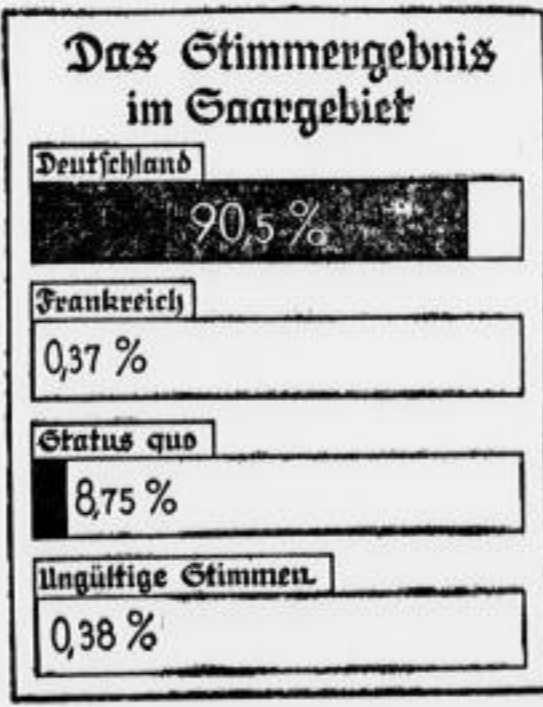 Das Stimmergebnis
im Saargebiet
Deutschland
90,5 %
Frankreich
0,37 %
Status quo
8,75 %
Ungültige Stimmen
0,38 %